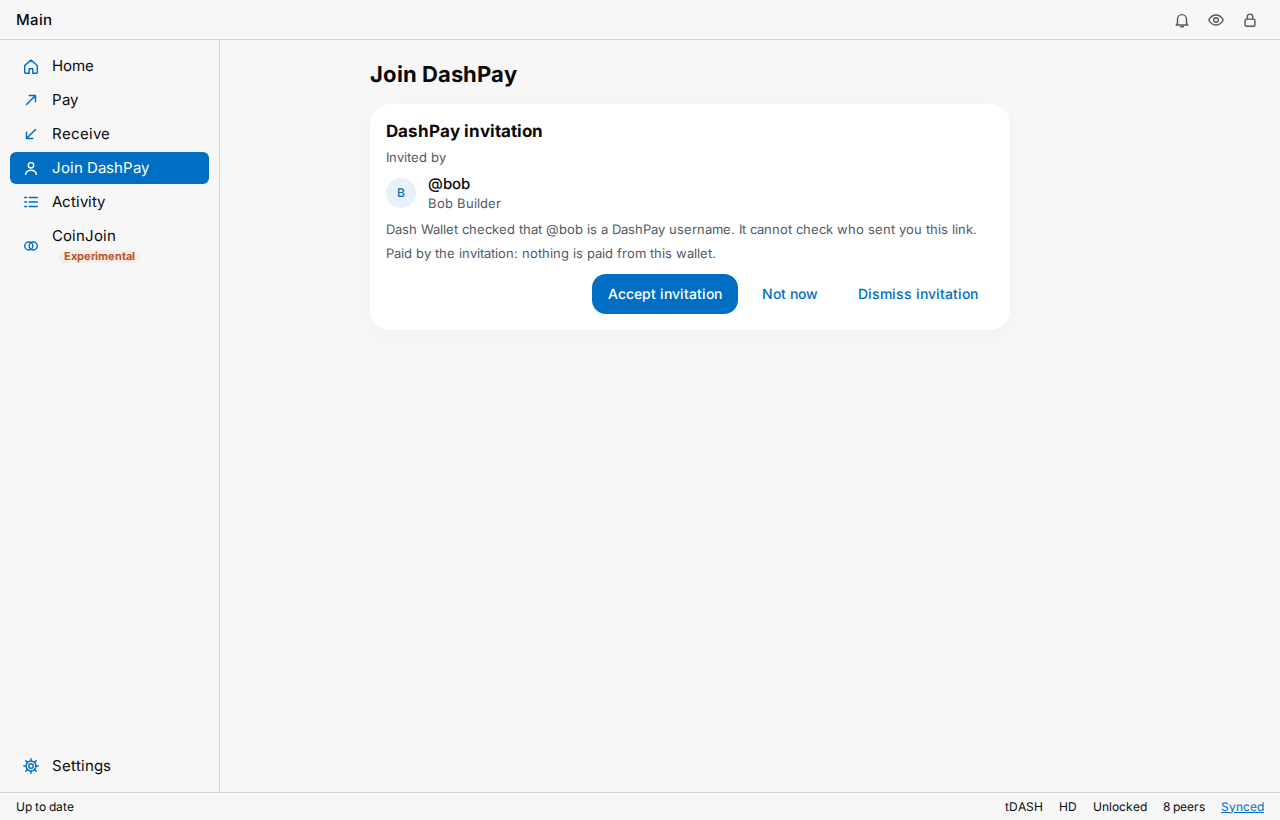 Main
Home
Pay
Receive
Join DashPay
Activity
CoinJoin
Experimental
Settings
Join DashPay
DashPay invitation
Invited by
B
@bob
Bob Builder
Dash Wallet checked that @bob is a DashPay username. It cannot check who sent you this link.
Paid by the invitation: nothing is paid from this wallet.
Accept invitation Not now Dismiss invitation
Up to date tDASH HD Unlocked 8 peers Synced